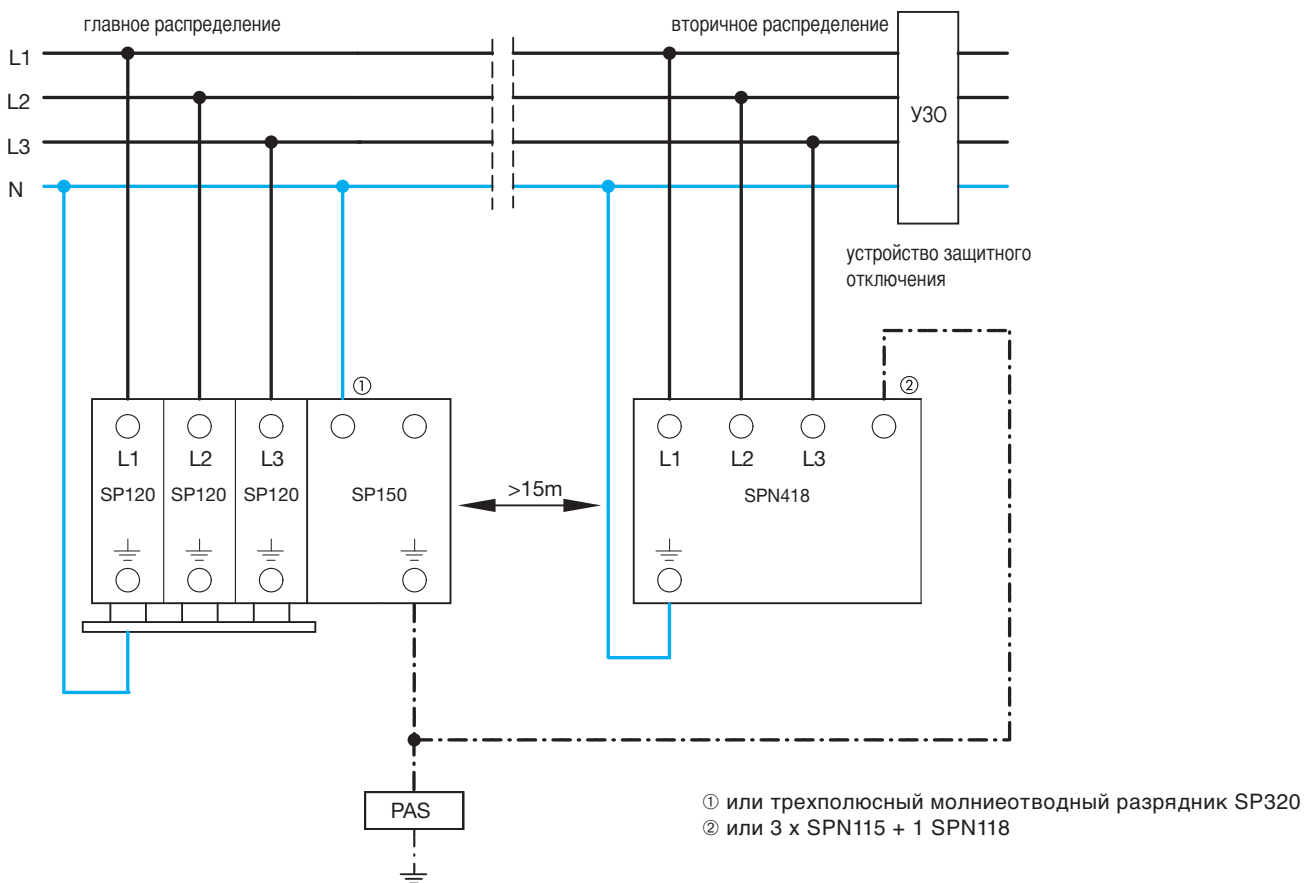 главное распределение
вторичное распределение
L1
L2
L3
N
УЗО
устройство защитного
отключения
①
②
L1 L2 L3
SP120 SP120 SP120 SP150
>15m
L1 L2 L3
SPN418
PAS
① или трехполюсный молниеотводный разрядник SP320
② или 3 x SPN115 + 1 SPN118